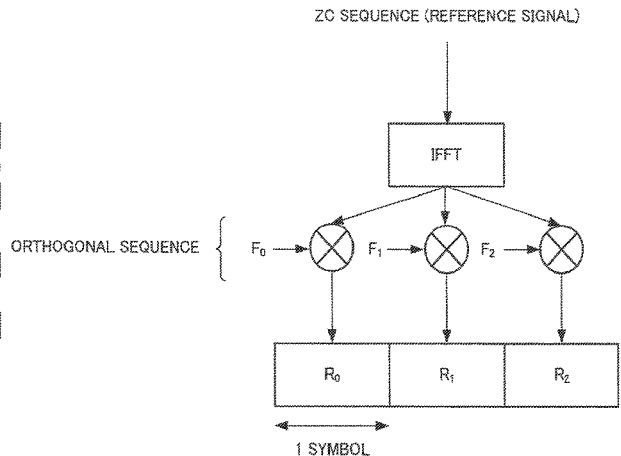 ZC SEQUENCE (REFERENCE SIGNAL)
IFFT
ORTHOGONAL SEQUENCE F₀ F₁ F₂
R₀ R₁ R₂
1 SYMBOL